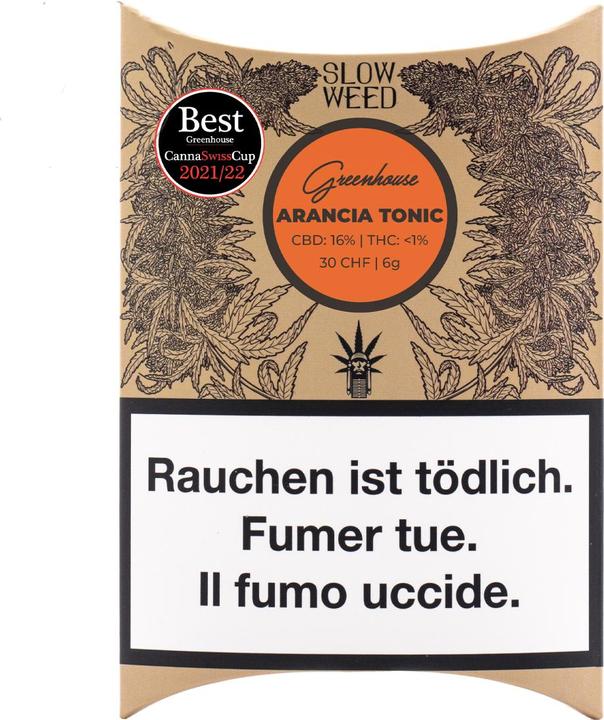 SLOW
WEED
Best
Greenhouse
CannaSwissCup
2021/22
Greenhouse
ARANCIA TONIC
CBD: 16% | THC: <1%
30 CHF | 6g
Rauchen ist tödlich.
Fumer tue.
Il fumo uccide.